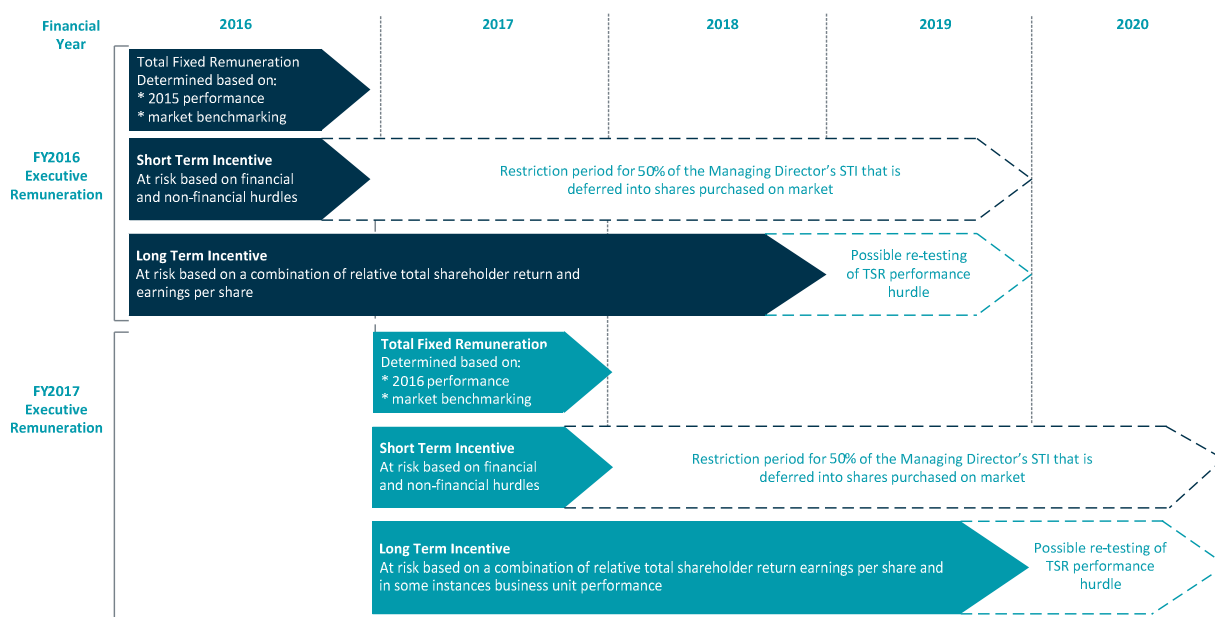 Financial
Year
2016
2017
2018
2019
2020
FY2016
Executive
Remuneration
Total Fixed Remuneration
Determined based on:
* 2015 performance
* market benchmarking
Short Term Incentive
At risk based on financial
and non-financial hurdles
Restriction period for 50% of the Managing Director’s STI that is
deferred into shares purchased on market
Long Term Incentive
At risk based on a combination of relative total shareholder return and
earnings per share
Possible re-testing
of TSR performance
hurdle
FY2017
Executive
Remuneration
Total Fixed Remuneration
Determined based on:
* 2016 performance
* market benchmarking
Short Term Incentive
At risk based on financial
and non-financial hurdles
Restriction period for 50% of the Managing Director’s STI that is
deferred into shares purchased on market
Long Term Incentive
At risk based on a combination of relative total shareholder return earnings per share and
in some instances business unit performance
Possible re-testing of
TSR performance
hurdle